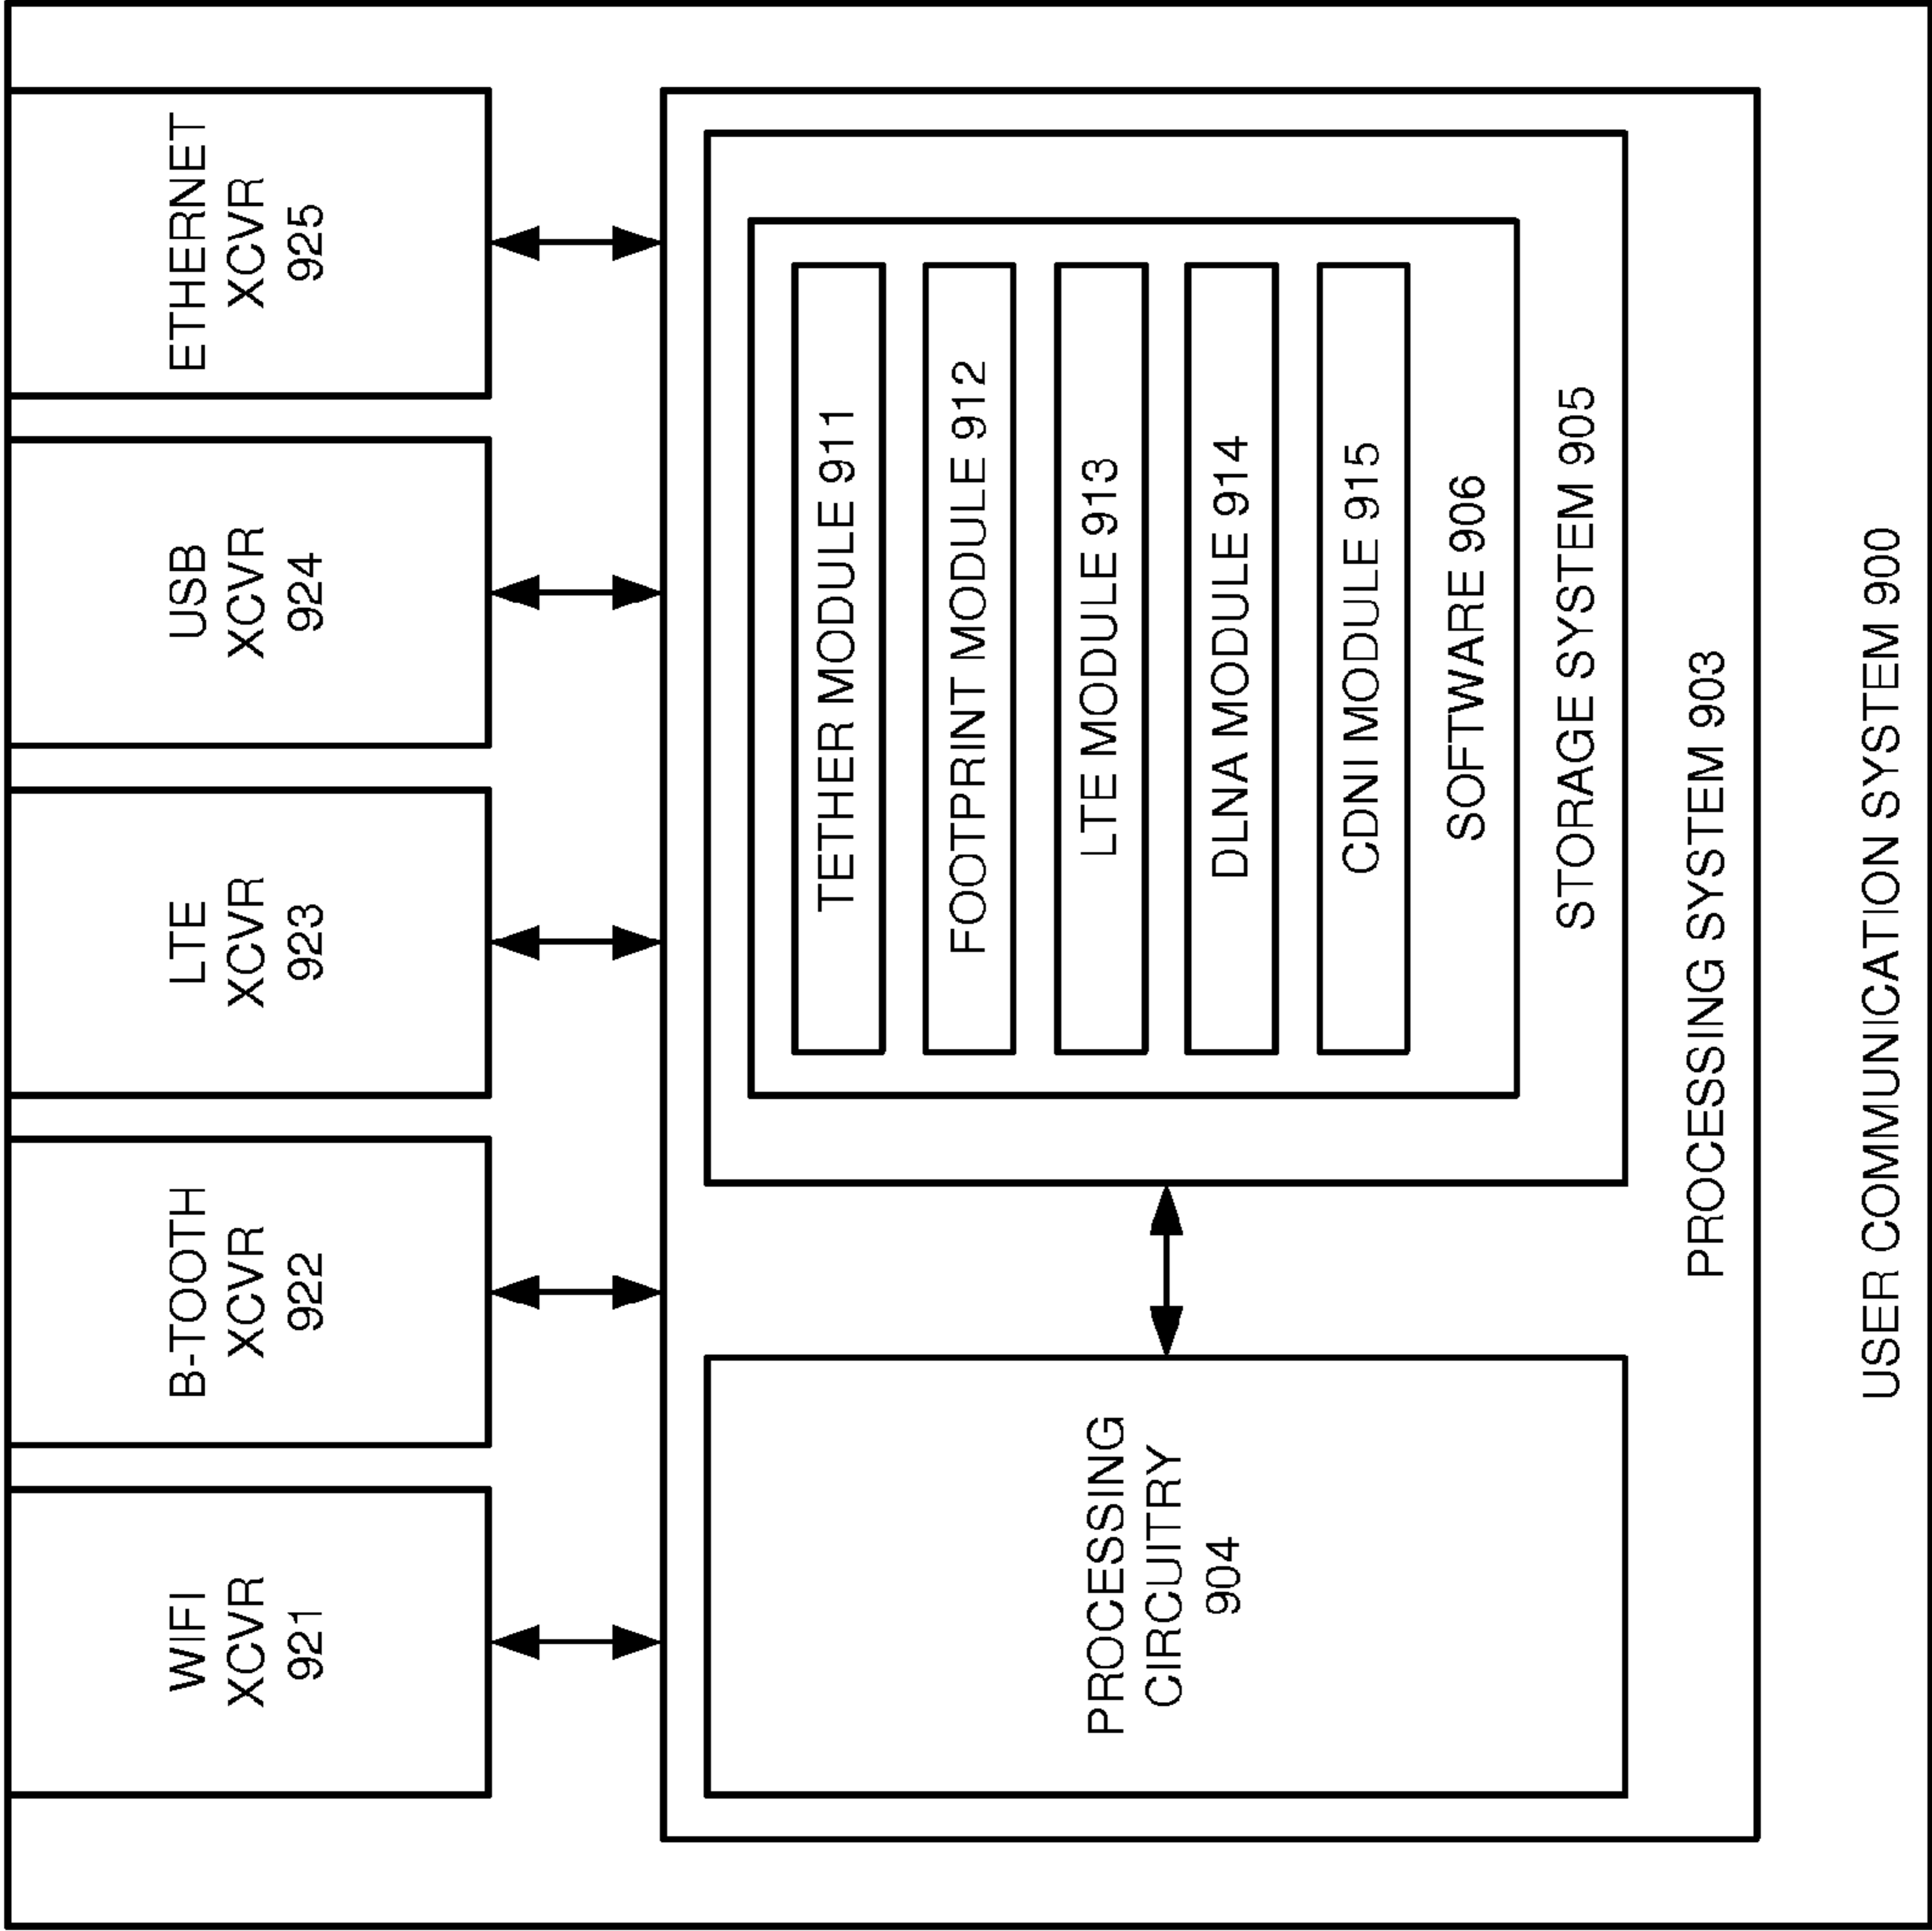 WIFI
XCVR
921
B-TOOTH
XCVR
922
LTE
XCVR
923
USB
XCVR
924
ETHERNET
XCVR
925
PROCESSING
CIRCUITRY
904
TETHER MODULE 911
FOOTPRINT MODULE 912
LTE MODULE 913
DLNA MODULE 914
CDNI MODULE 915
SOFTWARE 906
STORAGE SYSTEM 905
PROCESSING SYSTEM 903
USER COMMUNICATION SYSTEM 900